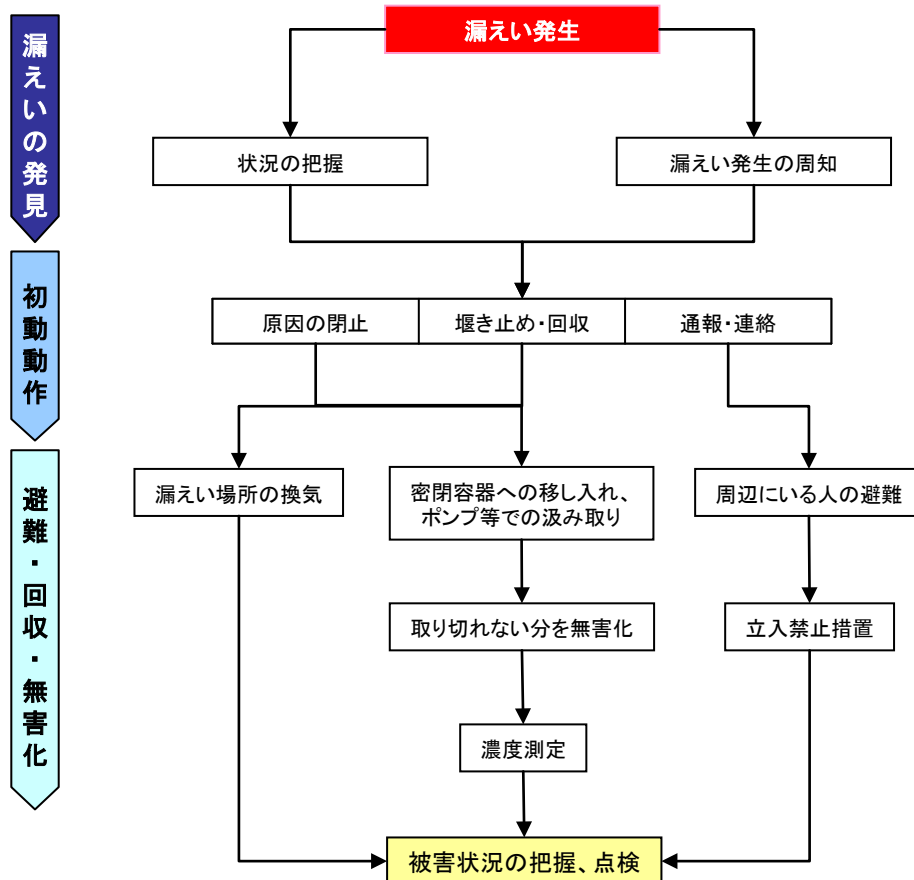 漏えいの発見
漏えい発生
状況の把握
漏えい発生の周知
初動動作
原因の閉止
堰き止め・回収
通報・連絡
避難・回収・無害化
漏えい場所の換気
密閉容器への移し入れ、
ポンプ等での汲み取り
周辺にいる人の避難
取り切れない分を無害化
立入禁止措置
濃度測定
被害状況の把握、点検